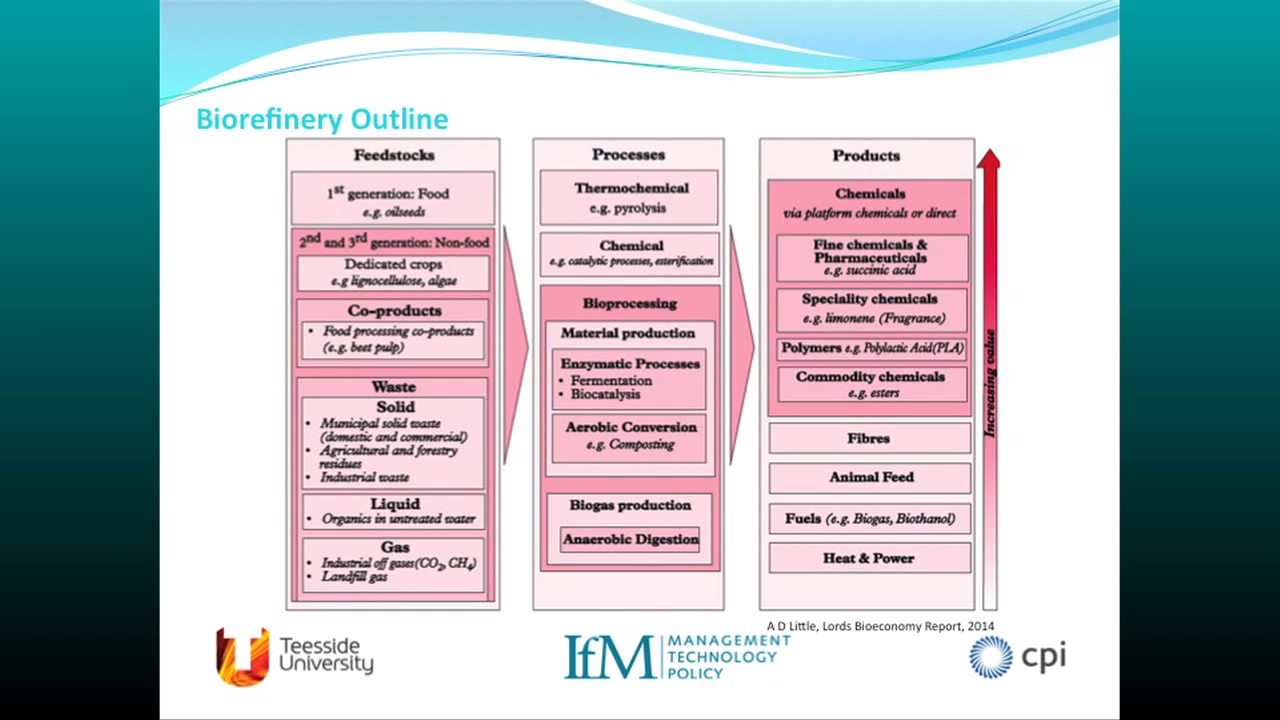 Biorefinery Outline
Feedstocks
1st generation: Food
e.g. oilseeds
2nd and 3rd generation: Non-food
Dedicated crops
e.g lignocellulose, algae
Co-products
• Food processing co-products
(e.g. beet pulp)
Waste
Solid
• Municipal solid waste
(domestic and commercial)
• Agricultural and forestry
residues
• Industrial waste
Liquid
• Organics in untreated water
Gas
• Industrial off gases(CO₂, CH₄)
• Landfill gas
Processes
Thermochemical
e.g. pyrolysis
Chemical
e.g. catalytic processes, esterification
Bioprocessing
Material production
Enzymatic Processes
• Fermentation
• Biocatalysis
Aerobic Conversion
e.g. Composting
Biogas production
Anaerobic Digestion
Products
Chemicals
via platform chemicals or direct
Fine chemicals &
Pharmaceuticals
e.g. succinic acid
Speciality chemicals
e.g. limonene (Fragrance)
Polymers e.g. Polylactic Acid(PLA)
Commodity chemicals
e.g. esters
Fibres
Animal Feed
Fuels (e.g. Biogas, Biothanol)
Heat & Power
Increasing value
A D Little, Lords Bioeconomy Report, 2014
Teesside
University
IfM
MANAGEMENT
TECHNOLOGY
POLICY
cpi